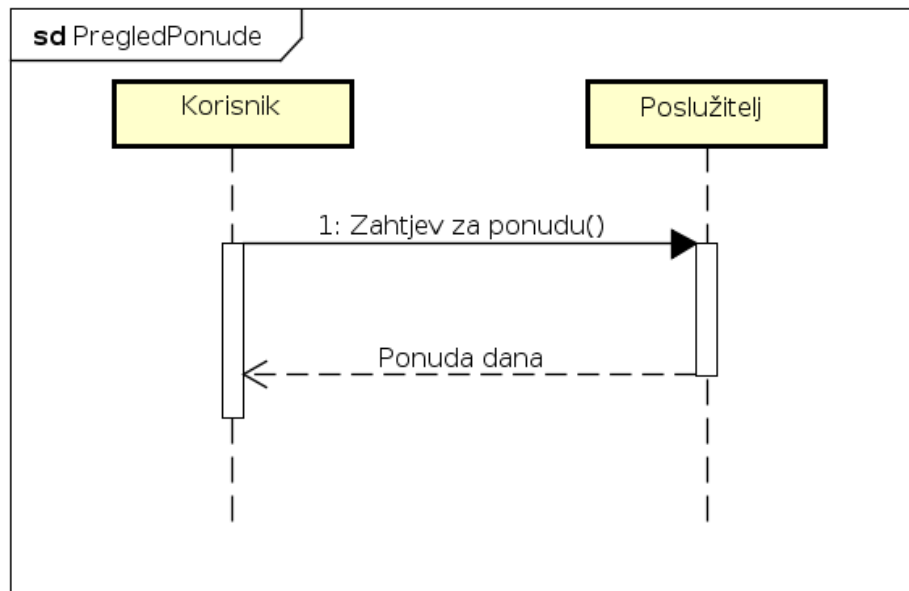 sd PregledPonude
Korisnik
Poslužitelj
1: Zahtjev za ponudu()
Ponuda dana